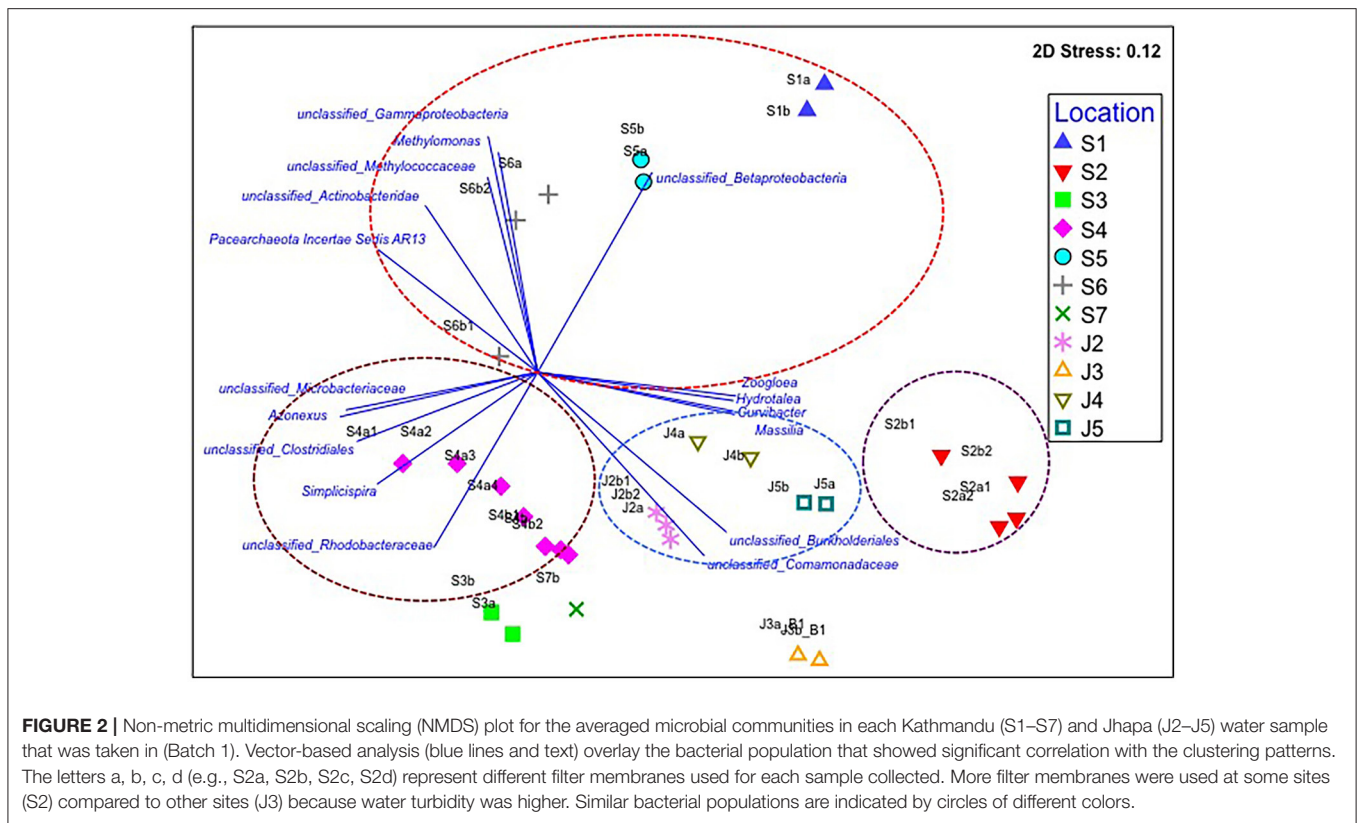 2D Stress: 0.12
S1a
S1b
Location
S1
S2
S3
S4
S5
S6
S7
J2
J3
J4
J5
unclassified_Gammaproteobacteria
Methylomonas
S5b
S5a
unclassified_Methylococcaceae
S6a
S6b2
unclassified_Betaproteobacteria
unclassified_Actinobacteridae
Pacearchaeota Incertae Sedis AR13
S6b1
unclassified_Microbacteriaceae
Zoogloea
Hydrotalea
Azonexus
Curvibacter
S4a1
S4a2
J4a
Massilia
S2b1
unclassified_Clostridiales
S4a3
J4b
S2b2
Simplicispira
S4a4
J2b1
J2b2
J2a
J5b
J5a
S2a1
S2a2
S4b1
S4b2
unclassified_Rhodobacteraceae
unclassified_Burkholderiales
unclassified_Comamonadaceae
S3b
S7b
S3a
J3a_B1
J3b_B1
FIGURE 2 | Non-metric multidimensional scaling (NMDS) plot for the averaged microbial communities in each Kathmandu (S1–S7) and Jhapa (J2–J5) water sample
that was taken in (Batch 1). Vector-based analysis (blue lines and text) overlay the bacterial population that showed significant correlation with the clustering patterns.
The letters a, b, c, d (e.g., S2a, S2b, S2c, S2d) represent different filter membranes used for each sample collected. More filter membranes were used at some sites
(S2) compared to other sites (J3) because water turbidity was higher. Similar bacterial populations are indicated by circles of different colors.